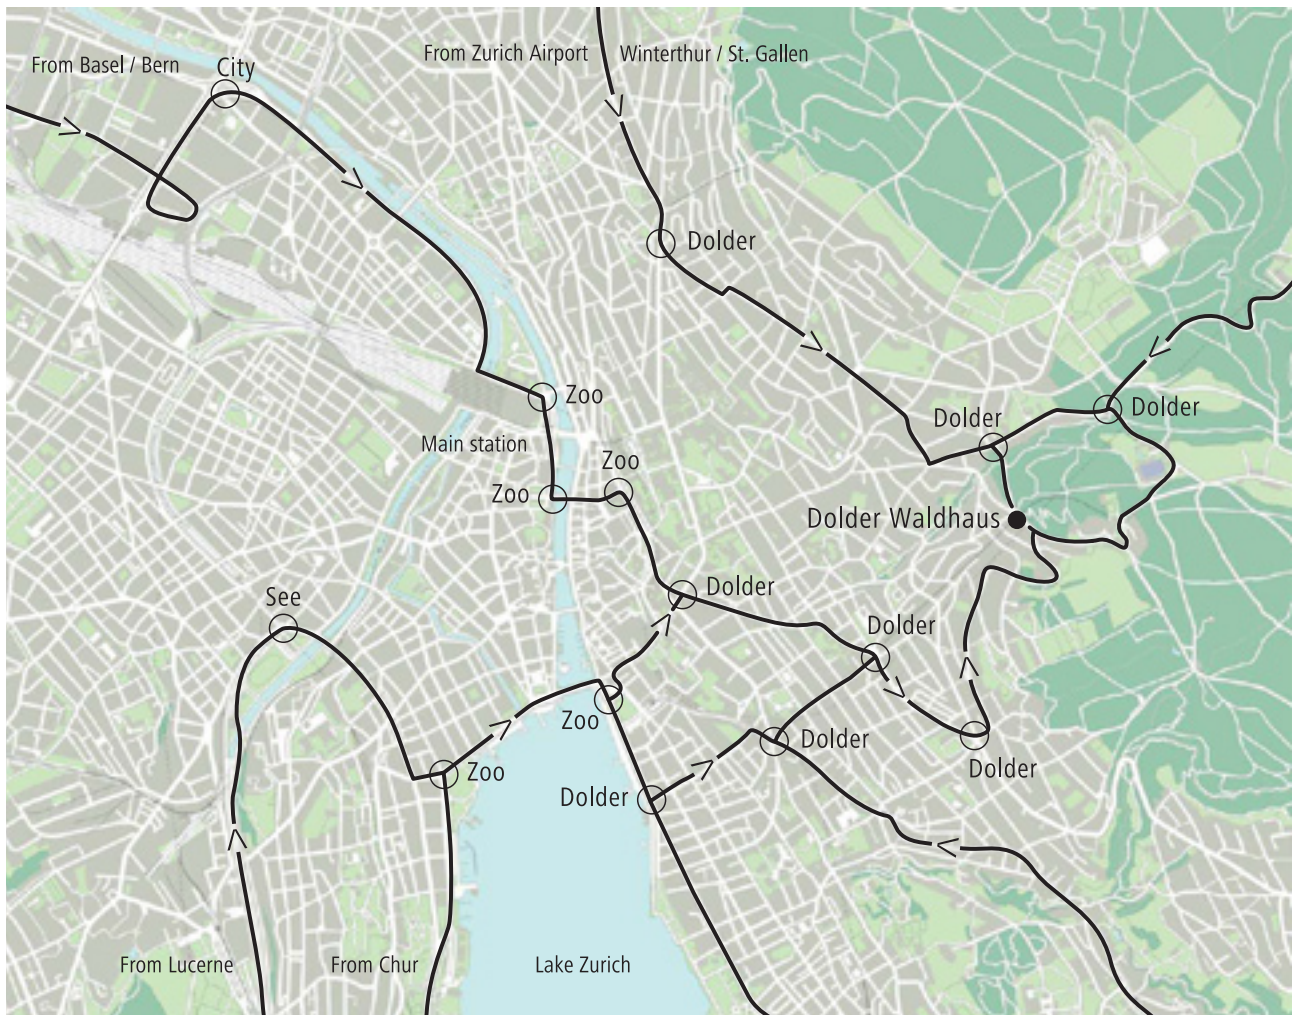 From Zurich Airport
Winterthur / St. Gallen
From Basel / Bern
City
Dolder
Zoo
Dolder
Dolder
Main station
Zoo
Zoo
Dolder Waldhaus
Dolder
See
Dolder
Zoo
Dolder
Zoo
Dolder
Dolder
From Lucerne
From Chur
Lake Zurich